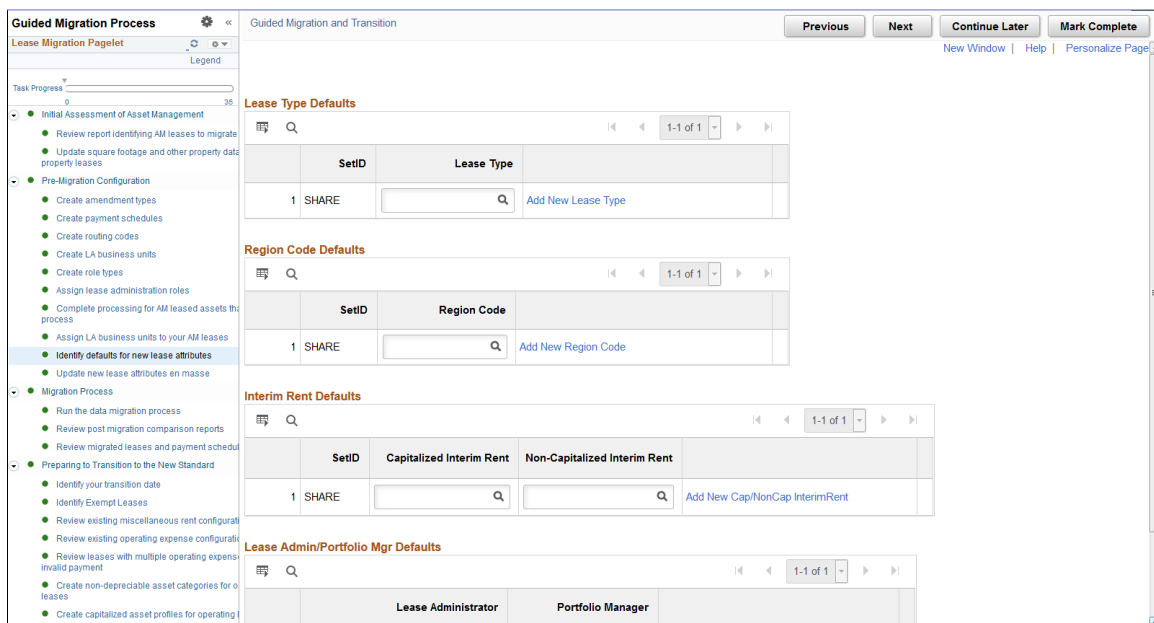 Guided Migration Process
«
Guided Migration and Transition
Previous
Next
Continue Later
Mark Complete
Lease Migration Pagelet
New Window | Help | Personalize Page
Legend
Task Progress
0
36
Initial Assessment of Asset Management
Review report identifying AM leases to migrate
Update square footage and other property data
property leases
Pre-Migration Configuration
Create amendment types
Create payment schedules
Create routing codes
Create LA business units
Create role types
Assign lease administration roles
Complete processing for AM leased assets tha
process
Assign LA business units to your AM leases
Identify defaults for new lease attributes
Update new lease attributes en masse
Migration Process
Run the data migration process
Review post migration comparison reports
Review migrated leases and payment schedul
Preparing to Transition to the New Standard
Identify your transition date
Identify Exempt Leases
Review existing miscellaneous rent configurati
Review existing operating expense configuratio
Review leases with multiple operating expense
invalid payment
Create non-depreciable asset categories for o
leases
Create capitalized asset profiles for operating l
Lease Type Defaults
1-1 of 1
SetID
Lease Type
1 SHARE
Add New Lease Type
Region Code Defaults
1-1 of 1
SetID
Region Code
1 SHARE
Add New Region Code
Interim Rent Defaults
1-1 of 1
SetID
Capitalized Interim Rent
Non-Capitalized Interim Rent
1 SHARE
Add New Cap/NonCap InterimRent
Lease Admin/Portfolio Mgr Defaults
1-1 of 1
Lease Administrator
Portfolio Manager